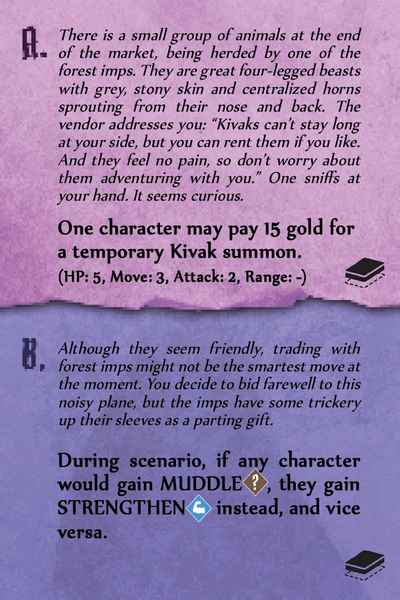 A.
There is a small group of animals at the end
of the market, being herded by one of the
forest imps. They are great four-legged beasts
with grey, stony skin and centralized horns
sprouting from their nose and back. The
vendor addresses you: “Kivaks can’t stay long
at your side, but you can rent them if you like.
And they feel no pain, so don’t worry about
them adventuring with you.” One sniffs at
your hand. It seems curious.
One character may pay 15 gold for
a temporary Kivak summon.
(HP: 5, Move: 3, Attack: 2, Range: -)
B.
Although they seem friendly, trading with
forest imps might not be the smartest move at
the moment. You decide to bid farewell to this
noisy plane, but the imps have some trickery
up their sleeves as a parting gift.
During scenario, if any character
would gain MUDDLE ?, they gain
STRENGTHEN instead, and vice
versa.